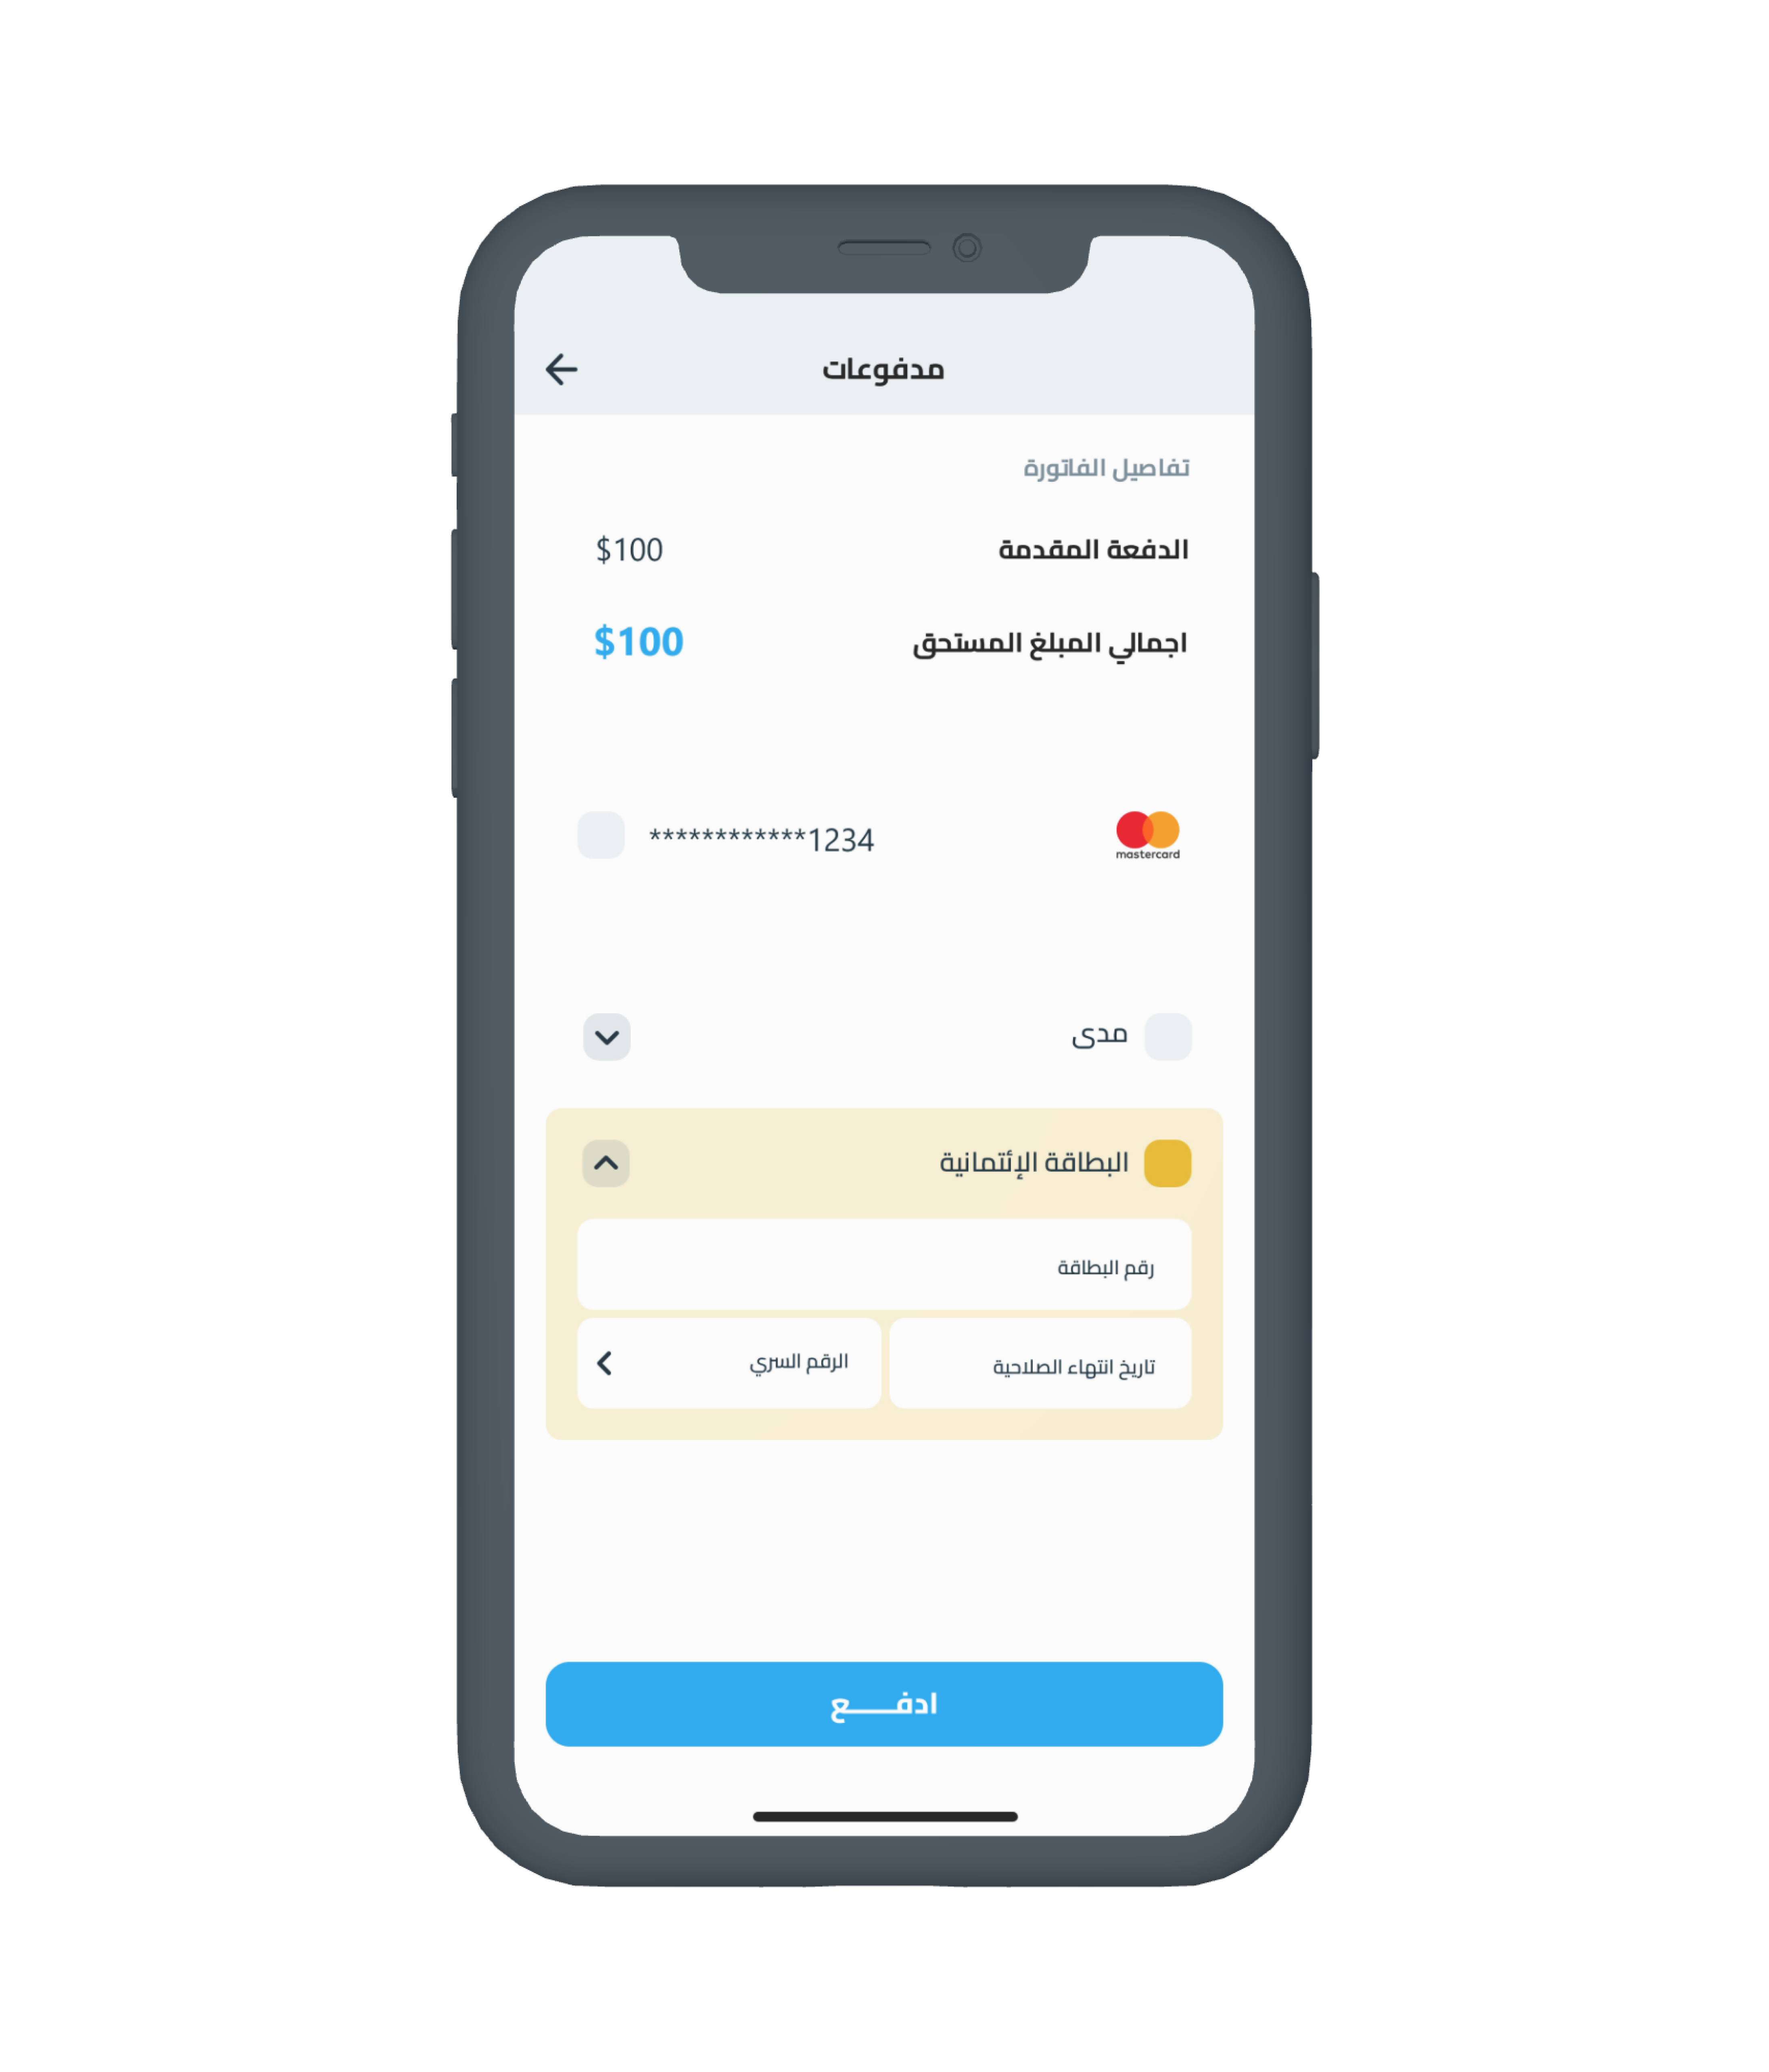 مدفوعات
تفاصيل الفاتورة
الدفعة المقدمة $100
اجمالي المبلغ المستحق $100
mastercard ************1234
مدى
البطاقة الإئتمانية
رقم البطاقة
تاريخ انتهاء الصلاحية الرقم السري
ادفـــــع